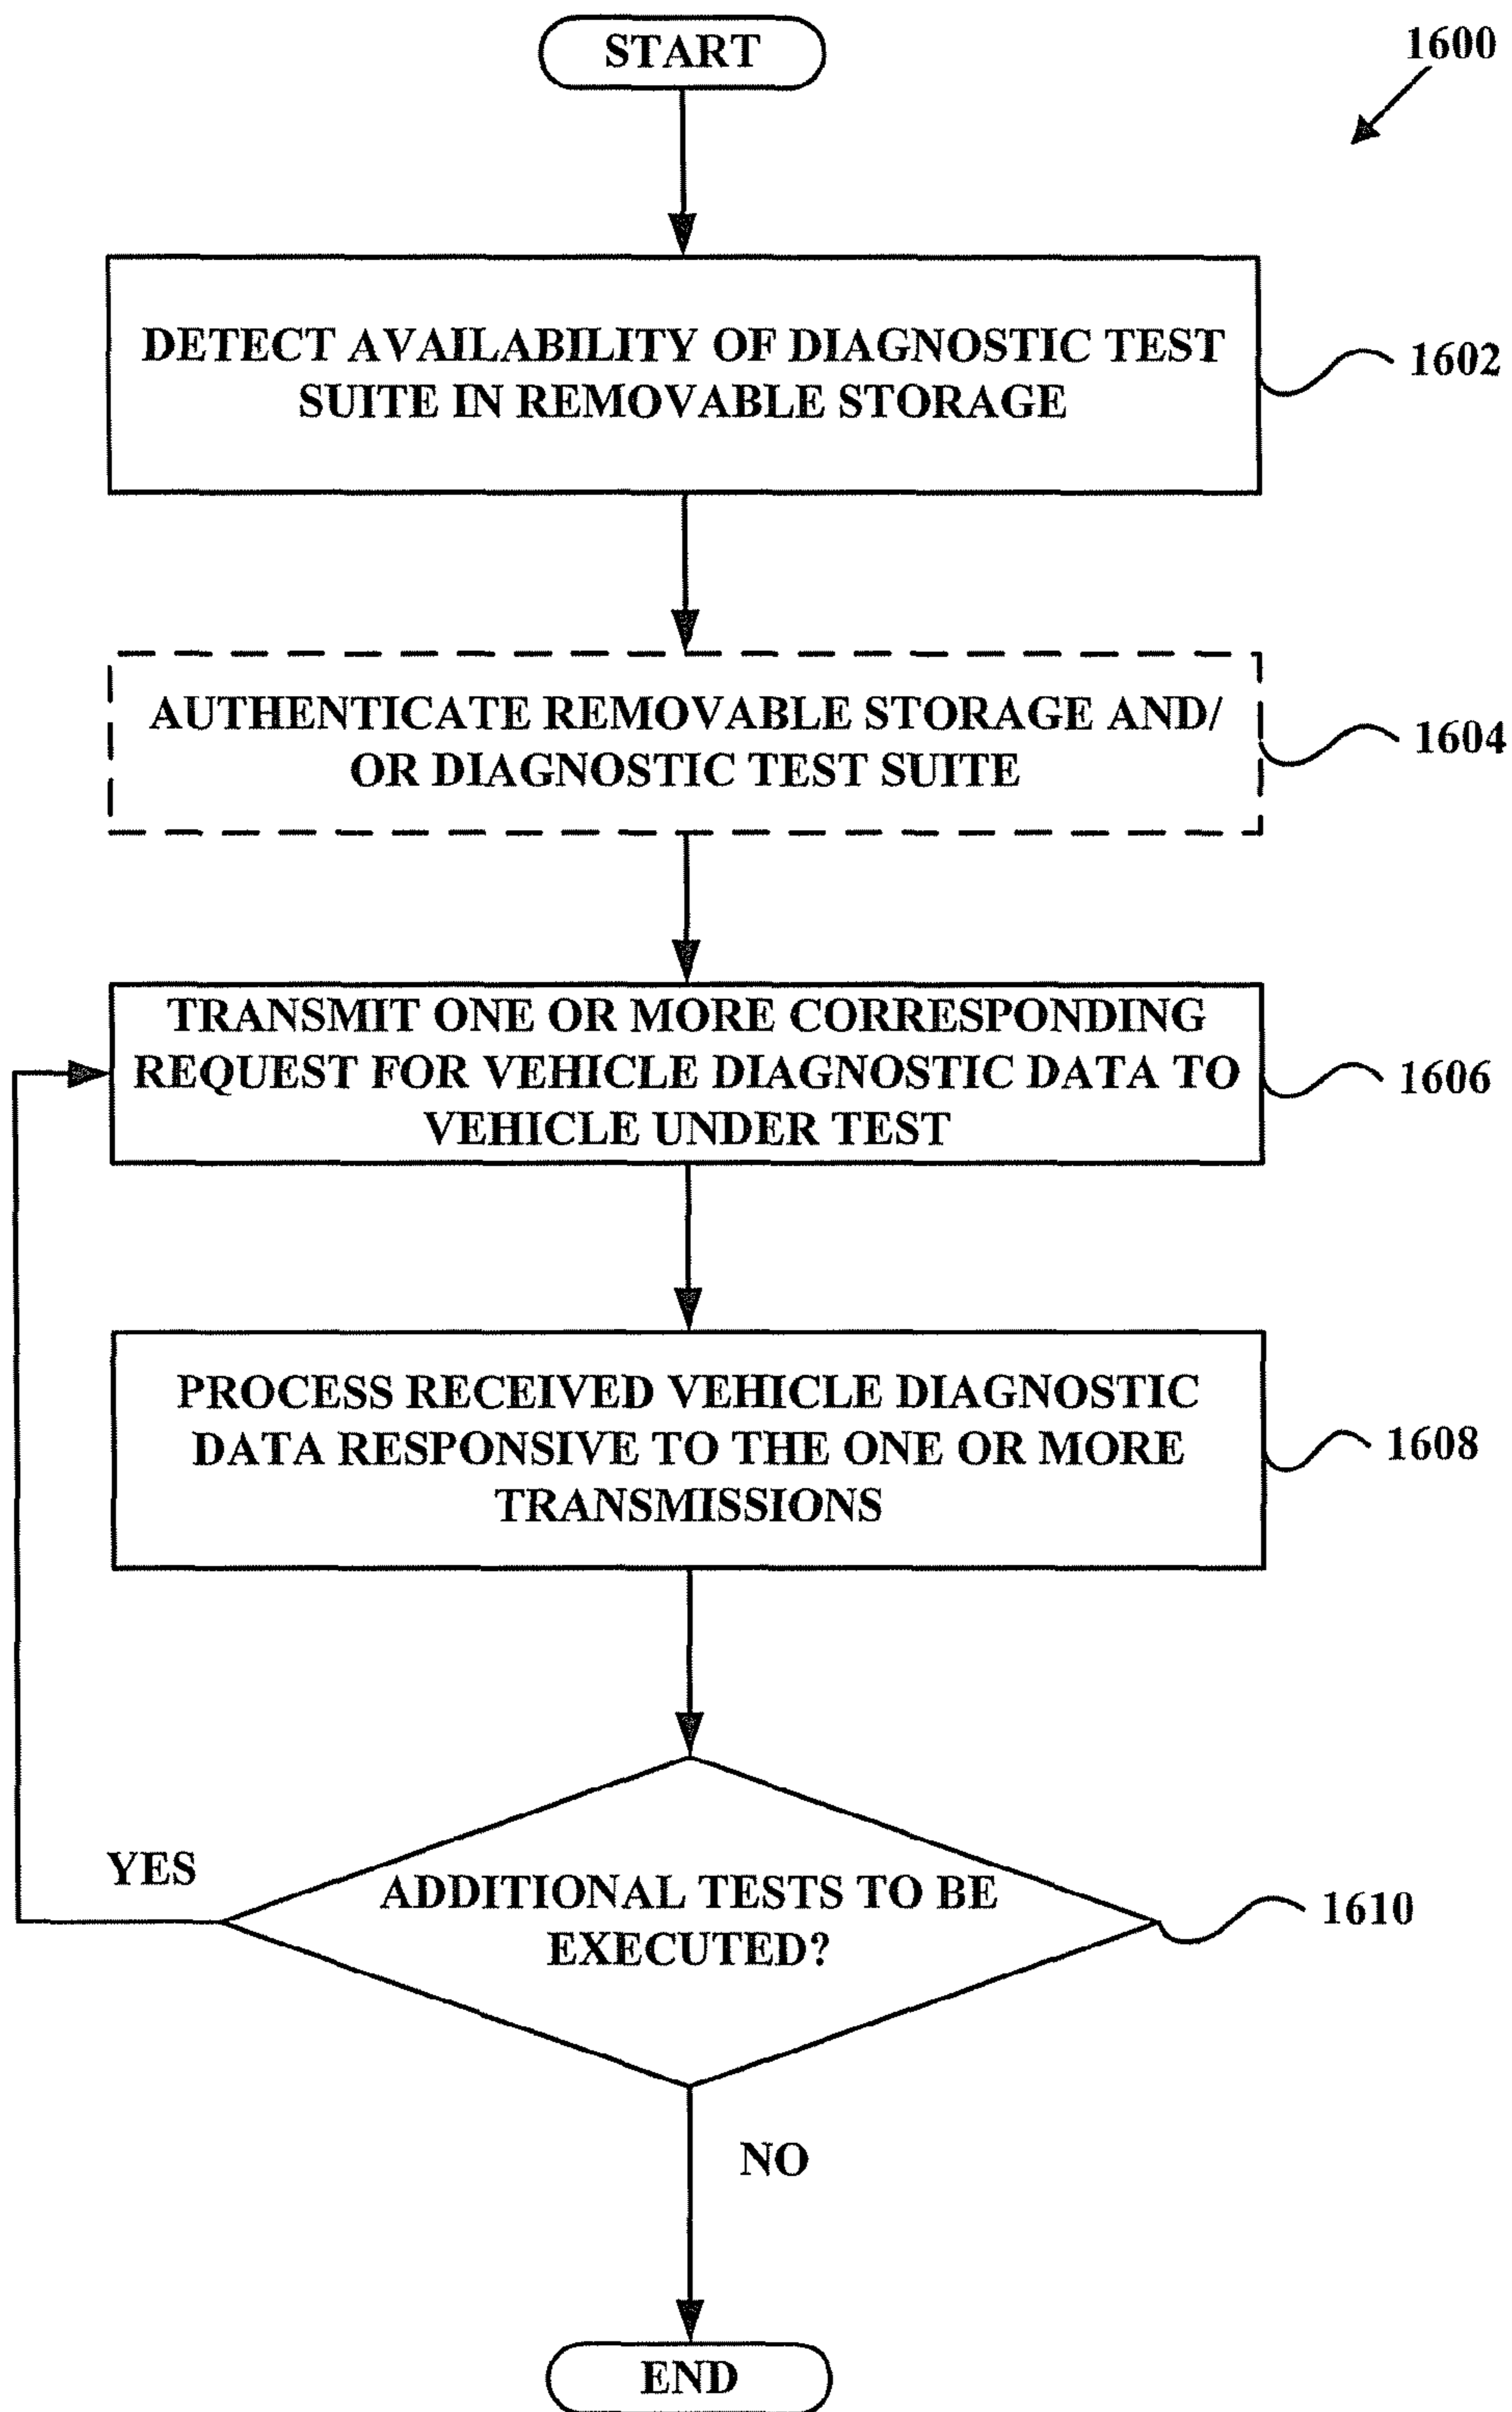 START
1600
DETECT AVAILABILITY OF DIAGNOSTIC TEST
SUITE IN REMOVABLE STORAGE
1602
AUTHENTICATE REMOVABLE STORAGE AND/
OR DIAGNOSTIC TEST SUITE
1604
TRANSMIT ONE OR MORE CORRESPONDING
REQUEST FOR VEHICLE DIAGNOSTIC DATA TO
VEHICLE UNDER TEST
1606
PROCESS RECEIVED VEHICLE DIAGNOSTIC
DATA RESPONSIVE TO THE ONE OR MORE
TRANSMISSIONS
1608
YES
ADDITIONAL TESTS TO BE
EXECUTED?
1610
NO
END